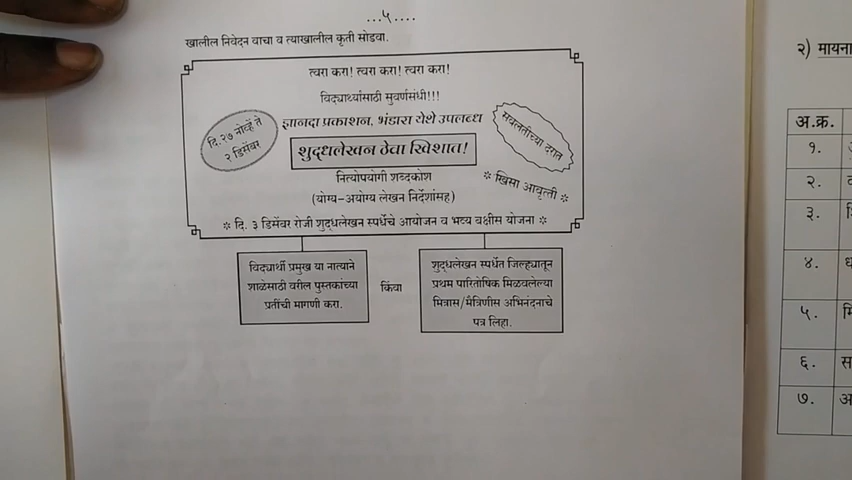 ...५....
खालील निवेदन वाचा व त्याखालील कृती सोडवा.
त्वरा करा! त्वरा करा! त्वरा करा!
विद्यार्थ्यांसाठी सुवर्णसंधी!!!
दि. २७ नोव्हें ते
२ डिसेंबर
ज्ञानदा प्रकाशन, भंडारा येथे उपलब्ध
सवलतीच्या दरात
शुद्धलेखन ठेवा खिशात!
नित्योपयोगी शब्दकोश
(योग्य-अयोग्य लेखन निर्देशांसह)
* खिसा आवृत्ती *
* दि. ३ डिसेंबर रोजी शुद्धलेखन स्पर्धेचे आयोजन व भव्य बक्षीस योजना *
विद्यार्थी प्रमुख या नात्याने
शाळेसाठी वरील पुस्तकांच्या
प्रतींची मागणी करा.
किंवा
शुद्धलेखन स्पर्धेत जिल्ह्यातून
प्रथम पारितोषिक मिळवलेल्या
मित्रास/मैत्रिणीस अभिनंदनाचे
पत्र लिहा.
२) मायना
अ.क्र.
१.
२.
३.
४.
५. मि
६. स
७. अ